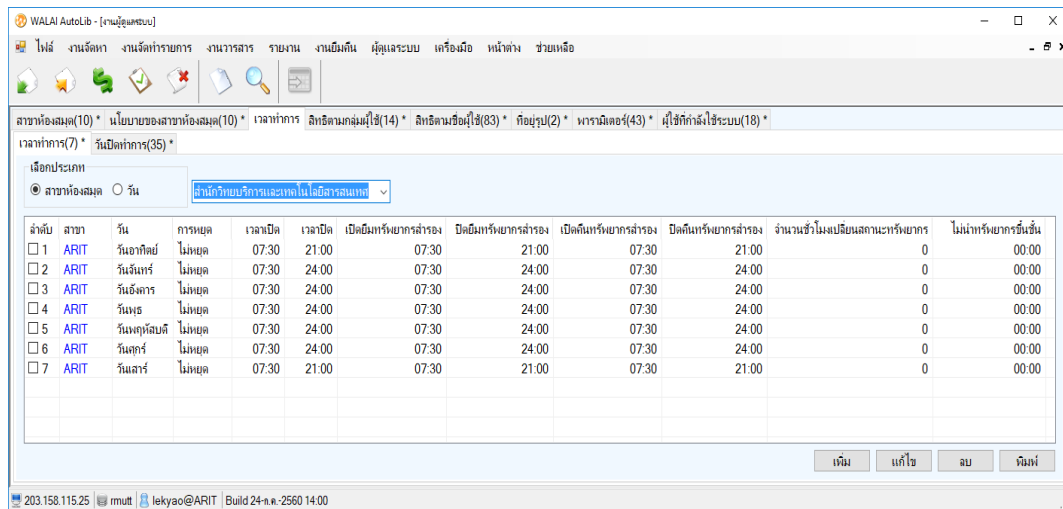 WALAI AutoLib - [งานผู้ดูแลระบบ]
ไฟล์ งานจัดหา งานจัดทำรายการ งานวารสาร รายงาน งานยืมคืน ผู้ดูแลระบบ เครื่องมือ หน้าต่าง ช่วยเหลือ
สาขาห้องสมุด(10) * นโยบายของสาขาห้องสมุด(10) * เวลาทำการ สิทธิตามกลุ่มผู้ใช้(14) * สิทธิตามชื่อผู้ใช้(83) * ที่อยู่รูป(2) * พารามิเตอร์(43) * ผู้ใช้ที่กำลังใช้ระบบ(18) *
เวลาทำการ(7) * วันปิดทำการ(35) *
เลือกประเภท
สาขาห้องสมุด วัน สำนักวิทยบริการและเทคโนโลยีสารสนเทศ
ลำดับ สาขา วัน การหยุด เวลาเปิด เวลาปิด เปิดยืมทรัพยากรสำรอง ปิดยืมทรัพยากรสำรอง เปิดคืนทรัพยากรสำรอง ปิดคืนทรัพยากรสำรอง จำนวนชั่วโมงเปลี่ยนสถานะทรัพยากร ไม่นำทรัพยากรขึ้นชั้น
1 ARIT วันอาทิตย์ ไม่หยุด 07:30 21:00 07:30 21:00 07:30 21:00 0 00:00
2 ARIT วันจันทร์ ไม่หยุด 07:30 24:00 07:30 24:00 07:30 24:00 0 00:00
3 ARIT วันอังคาร ไม่หยุด 07:30 24:00 07:30 24:00 07:30 24:00 0 00:00
4 ARIT วันพุธ ไม่หยุด 07:30 24:00 07:30 24:00 07:30 24:00 0 00:00
5 ARIT วันพฤหัสบดี ไม่หยุด 07:30 24:00 07:30 24:00 07:30 24:00 0 00:00
6 ARIT วันศุกร์ ไม่หยุด 07:30 24:00 07:30 24:00 07:30 24:00 0 00:00
7 ARIT วันเสาร์ ไม่หยุด 07:30 21:00 07:30 21:00 07:30 21:00 0 00:00
เพิ่ม แก้ไข ลบ พิมพ์
203.158.115.25 rmutt lekyao@ARIT Build 24-ก.ค.-2560 14:00